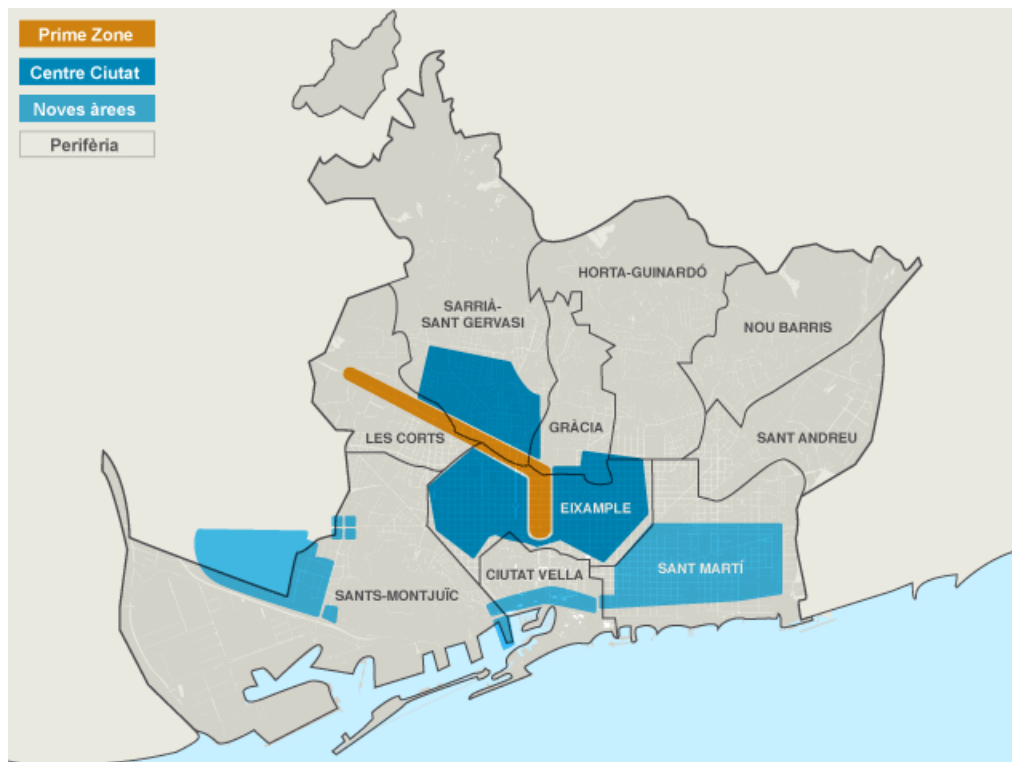 Prime Zone
Centre Ciutat
Noves àrees
Perifèria
HORTA-GUINARDÓ
SARRIÀ-
SANT GERVASI
NOU BARRIS
GRÀCIA
LES CORTS
SANT ANDREU
EIXAMPLE
SANT MARTÍ
CIUTAT VELLA
SANTS-MONTJUÏC